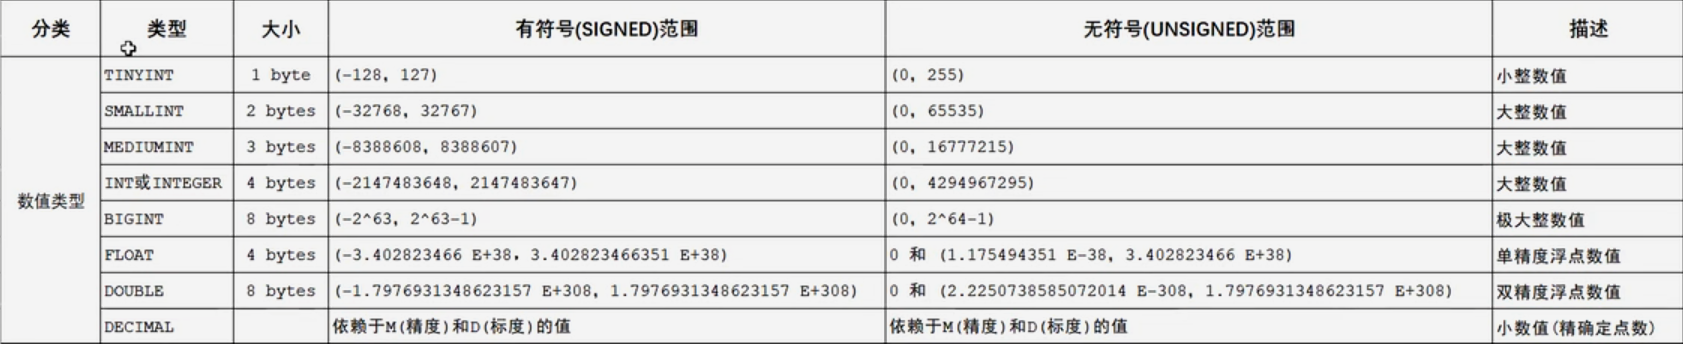 分类 类型 大小 有符号(SIGNED)范围 无符号(UNSIGNED)范围 描述
TINYINT 1 byte (-128, 127) (0, 255) 小整数值
SMALLINT 2 bytes (-32768, 32767) (0, 65535) 大整数值
MEDIUMINT 3 bytes (-8388608, 8388607) (0, 16777215) 大整数值
INT或INTEGER 4 bytes (-2147483648, 2147483647) (0, 4294967295) 大整数值
数值类型
BIGINT 8 bytes (-2^63, 2^63-1) (0, 2^64-1) 极大整数值
FLOAT 4 bytes (-3.402823466 E+38, 3.402823466351 E+38) 0 和 (1.175494351 E-38, 3.402823466 E+38) 单精度浮点数值
DOUBLE 8 bytes (-1.7976931348623157 E+308, 1.7976931348623157 E+308) 0 和 (2.2250738585072014 E-308, 1.7976931348623157 E+308) 双精度浮点数值
DECIMAL 依赖于M(精度)和D(标度)的值 依赖于M(精度)和D(标度)的值 小数值(精确定点数)